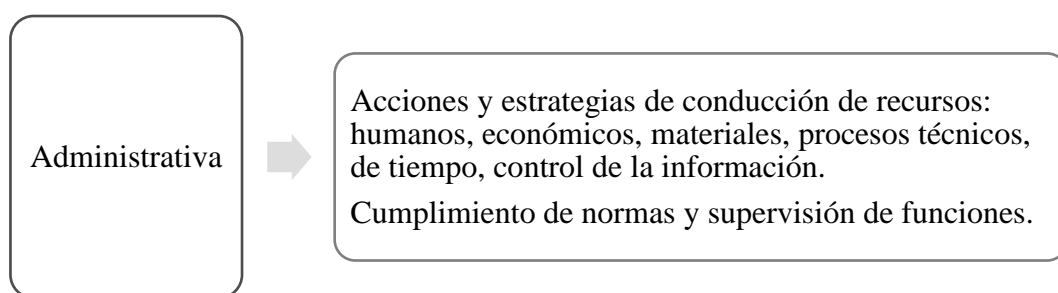 Administrativa
Acciones y estrategias de conducción de recursos:
humanos, económicos, materiales, procesos técnicos,
de tiempo, control de la información.
Cumplimiento de normas y supervisión de funciones.